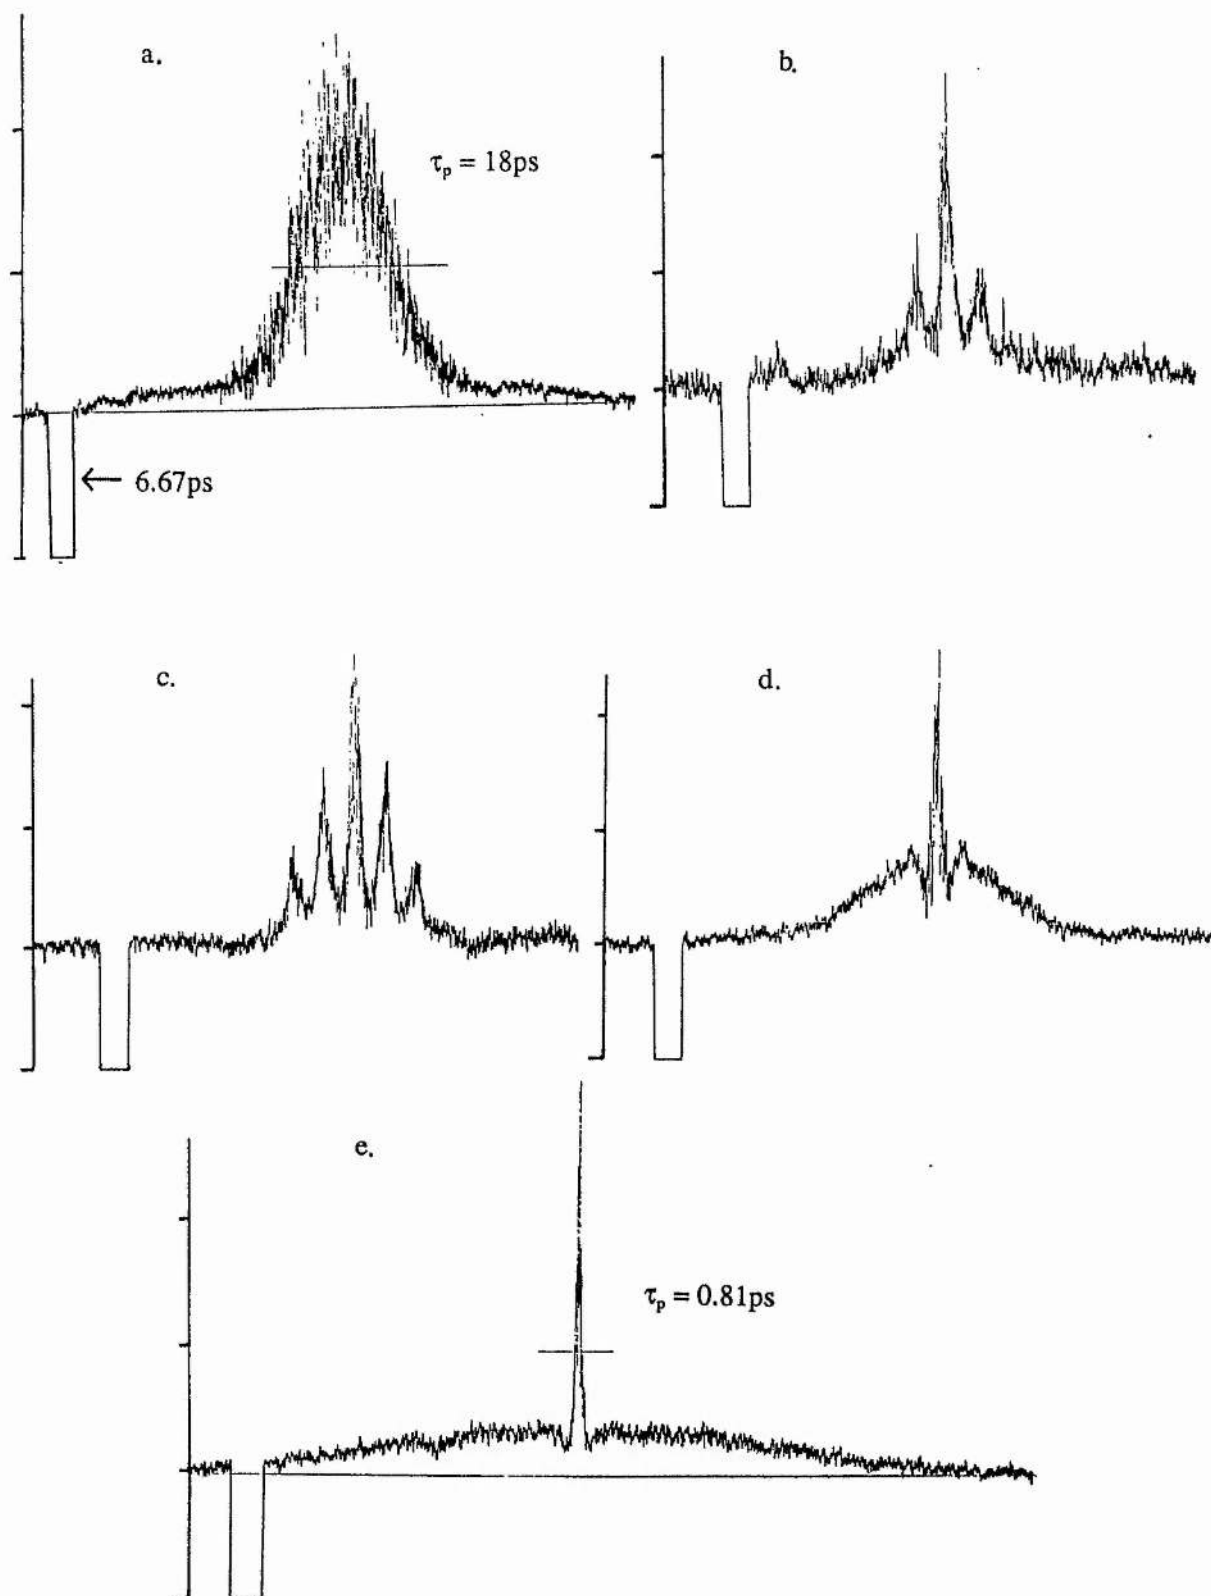 a.
b.
τₚ = 18ps
← 6.67ps
c.
d.
e.
τₚ = 0.81ps